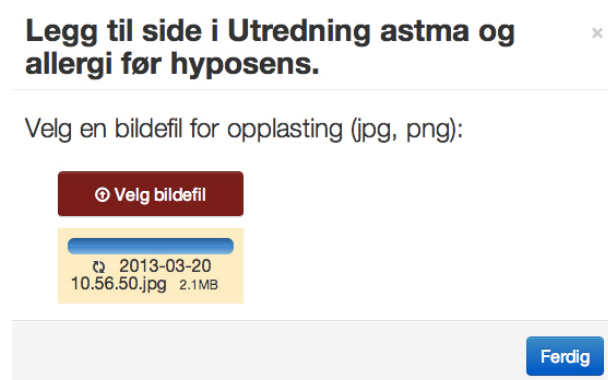 Legg til side i Utredning astma og
allergi før hyposens.
×
Velg en bildefil for opplasting (jpg, png):
Velg bildefil
2013-03-20
10.56.50.jpg 2.1MB
Ferdig